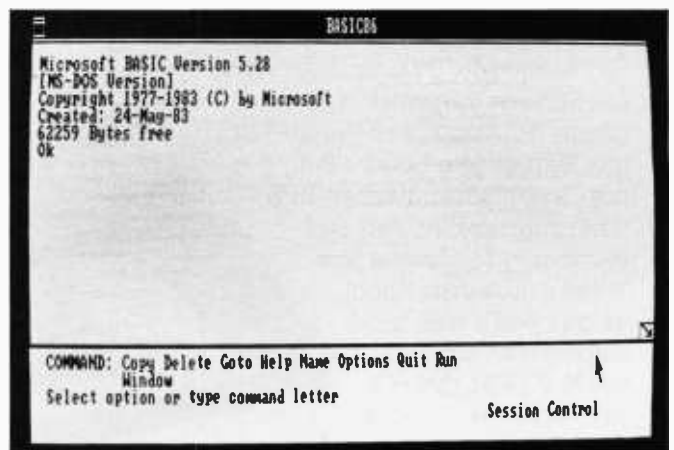 BASIC86
Microsoft BASIC Version 5.28
[MS-DOS Version]
Copyright 1977-1983 (C) by Microsoft
Created: 24-May-83
62259 Bytes free
Ok
COMMAND: Copy Delete Goto Help Name Options Quit Run
Window
Select option or type command letter
Session Control